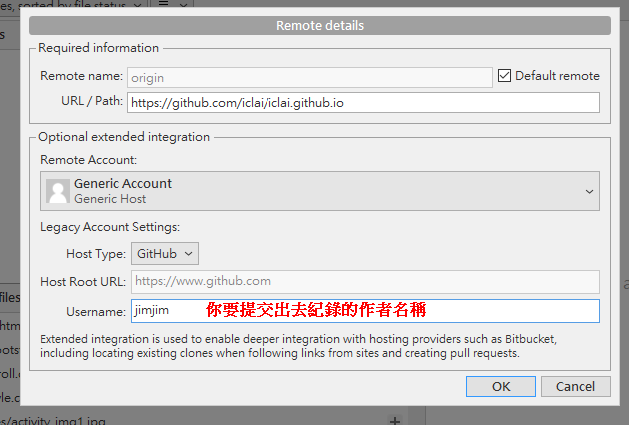 es, sorted by file status
s
Remote details
Required information
Remote name: origin Default remote
URL / Path: https://github.com/iclai/iclai.github.io
Optional extended integration
Remote Account:
Generic Account
Generic Host
Legacy Account Settings:
Host Type: GitHub
Host Root URL: https://www.github.com
files
Username: jimjim 你要提交出去紀錄的作者名稱
htm
ootst
Extended integration is used to enable deeper integration with hosting providers such as Bitbucket,
including locating existing clones when following links from sites and creating pull requests.
roll.c
yle.c
OK Cancel
es/activity_img1.jpg